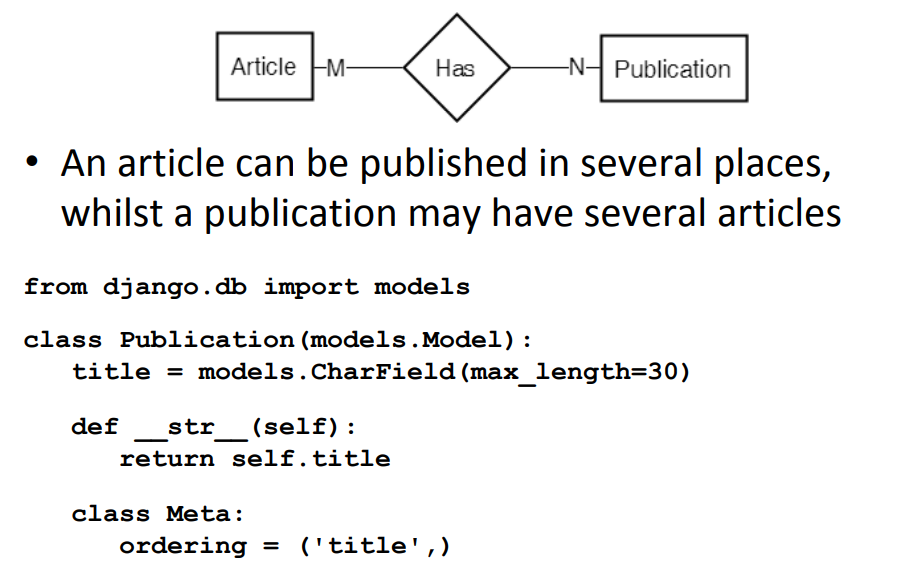 Article M Has N Publication
• An article can be published in several places,
whilst a publication may have several articles
from django.db import models
class Publication(models.Model):
title = models.CharField(max_length=30)
def __str__(self):
return self.title
class Meta:
ordering = ('title',)